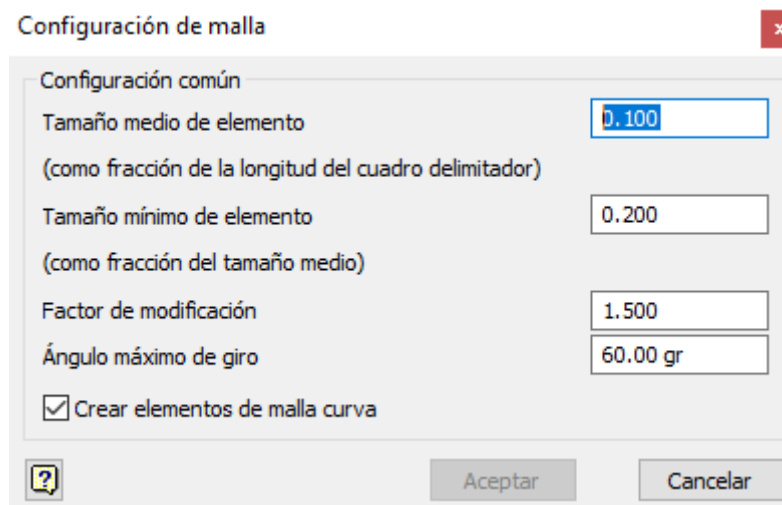 Configuración de malla
x
Configuración común
Tamaño medio de elemento
0.100
(como fracción de la longitud del cuadro delimitador)
Tamaño mínimo de elemento
0.200
(como fracción del tamaño medio)
Factor de modificación
1.500
Ángulo máximo de giro
60.00 gr
Crear elementos de malla curva
?
Aceptar
Cancelar